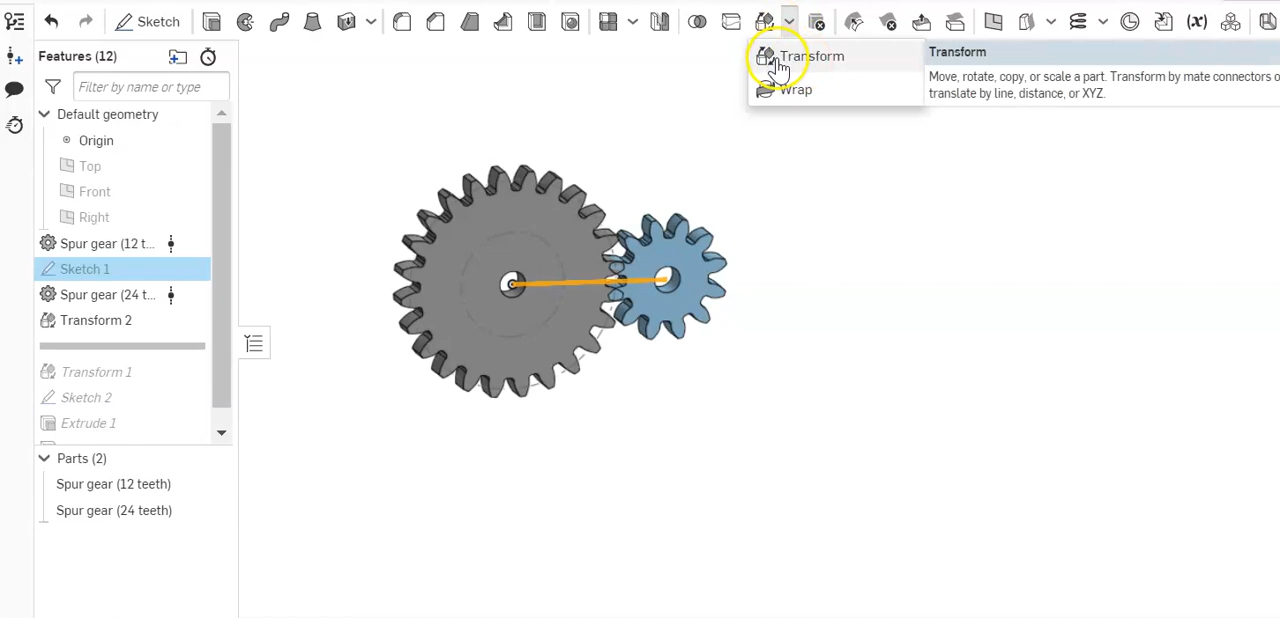 Sketch
(x)
Features (12)
Filter by name or type
Default geometry
Origin
Top
Front
Right
Spur gear (12 t...
Sketch 1
Spur gear (24 t...
Transform 2
Transform 1
Sketch 2
Extrude 1
Parts (2)
Spur gear (12 teeth)
Spur gear (24 teeth)
Transform
Wrap
Transform
Move, rotate, copy, or scale a part. Transform by mate connectors o
translate by line, distance, or XYZ.